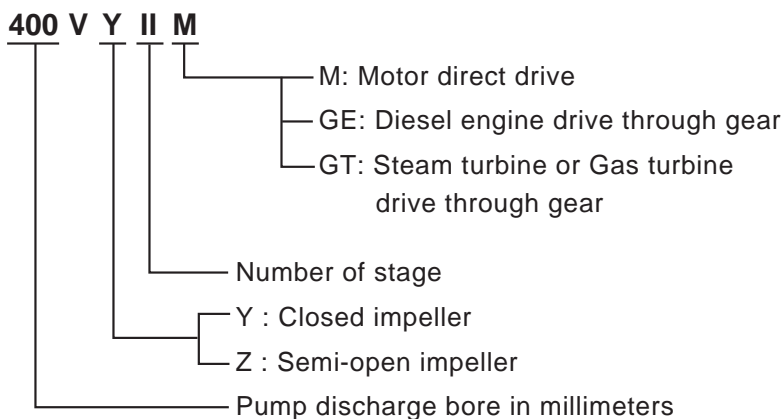 400 V Y II M
M: Motor direct drive
GE: Diesel engine drive through gear
GT: Steam turbine or Gas turbine
drive through gear
Number of stage
Y : Closed impeller
Z : Semi-open impeller
Pump discharge bore in millimeters